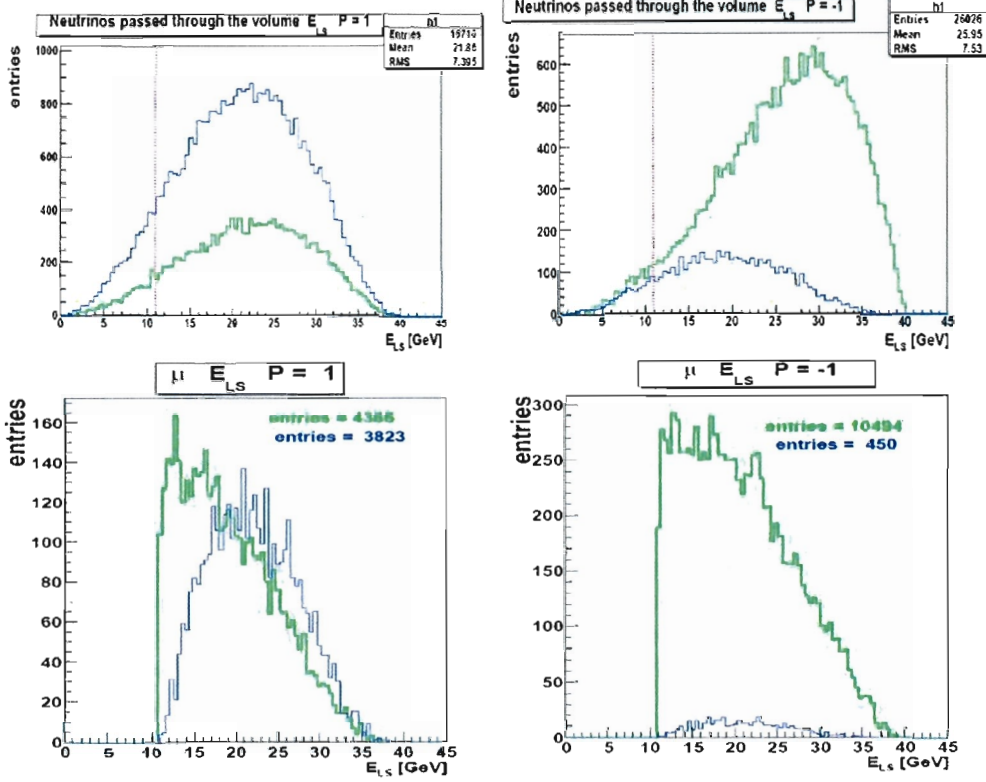 Neutrinos passed through the volume E_LS P = 1
h1
Entries
Mean 21.86
RMS 7.395
entries
1000
800
600
400
200
0
0 5 10 15 20 25 30 35 40 45
E_LS [GeV]
Neutrinos passed through the volume E_LS P = -1
h1
Entries 26026
Mean 25.95
RMS 7.53
entries
600
500
400
300
200
100
0
0 5 10 15 20 25 30 35 40 45
E_LS [GeV]
μ E_LS P = 1
entries = 4366
entries = 3823
entries
160
140
120
100
80
60
40
20
0
0 5 10 15 20 25 30 35 40 45
E_LS [GeV]
μ E_LS P = -1
entries = 10494
entries = 450
entries
300
250
200
150
100
50
0
0 5 10 15 20 25 30 35 40 45
E_LS [GeV]